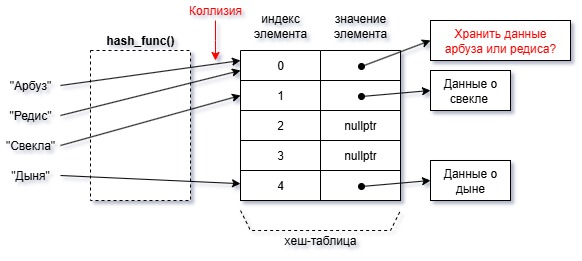 Коллизия
индекс
элемента
значение
элемента
hash_func()
Хранить данные
арбуза или редиса?
"Арбуз"
"Редис"
"Свекла"
"Дыня"
0
1
nullptr
2
nullptr
3
4
Данные о
свекле
Данные о
дыне
хеш-таблица